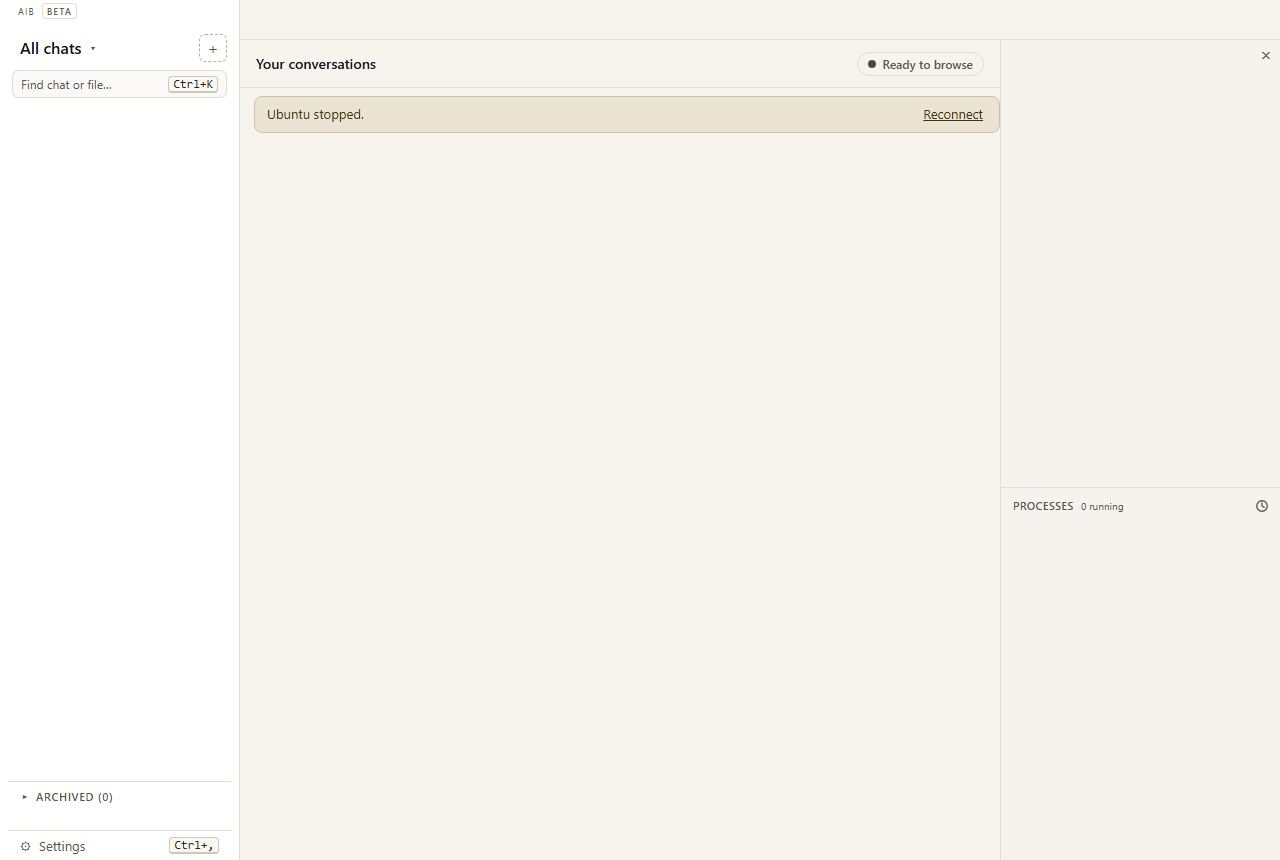 AIB BETA
All chats
+
Find chat or file... Ctrl+K
Your conversations
Ready to browse
Ubuntu stopped.
Reconnect
×
PROCESSES 0 running
ARCHIVED (0)
Settings Ctrl+,